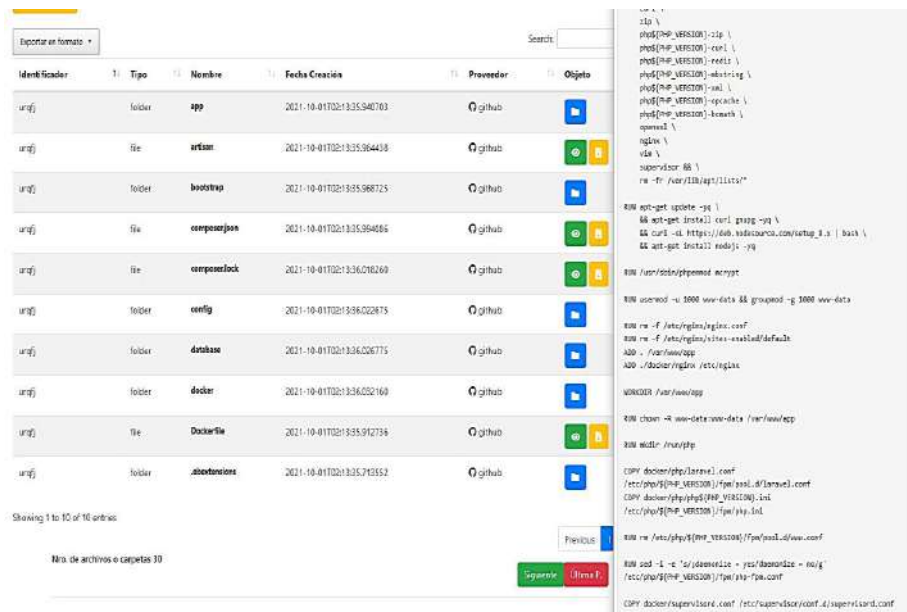 Exportar en formato
Search:
Identificador Tipo Nombre Fecha Creación Proveedor Objeto
urqfj folder app 2021-10-01T02:13:35.940703 github
urqfj file artisan 2021-10-01T02:13:35.964438 github
urqfj folder bootstrap 2021-10-01T02:13:35.968725 github
urqfj file composer.json 2021-10-01T02:13:35.994086 github
urqfj file composer.lock 2021-10-01T02:13:36.018260 github
urqfj folder config 2021-10-01T02:13:36.022675 github
urqfj folder database 2021-10-01T02:13:36.026775 github
urqfj folder docker 2021-10-01T02:13:36.032160 github
urqfj file Dockerfile 2021-10-01T02:13:35.912736 github
urqfj folder .ebextensions 2021-10-01T02:13:35.713552 github
Showing 1 to 10 of 16 entries
Previous
Nro. de archivos o carpetas 30
Siguiente Última P.
zip \
php${PHP_VERSION}-zip \
php${PHP_VERSION}-curl \
php${PHP_VERSION}-redis \
php${PHP_VERSION}-mbstring \
php${PHP_VERSION}-xml \
php${PHP_VERSION}-opcache \
php${PHP_VERSION}-bcmath \
openssl \
nginx \
vim \
supervisor && \
rm -fr /var/lib/apt/lists/*
RUN apt-get update -yq \
&& apt-get install curl gnupg -yq \
&& curl -sL https://deb.nodesource.com/setup_8.x | bash \
&& apt-get install nodejs -yq
RUN /usr/sbin/phpenmod mcrypt
RUN usermod -u 1000 www-data && groupmod -g 1000 www-data
RUN rm -f /etc/nginx/nginx.conf
RUN rm -f /etc/nginx/sites-enabled/default
ADD . /var/www/app
ADD ./docker/nginx /etc/nginx
WORKDIR /var/www/app
RUN chown -R www-data:www-data /var/www/app
RUN mkdir /run/php
COPY docker/php/laravel.conf
/etc/php/${PHP_VERSION}/fpm/pool.d/laravel.conf
COPY docker/php/php${PHP_VERSION}.ini
/etc/php/${PHP_VERSION}/fpm/php.ini
RUN rm /etc/php/${PHP_VERSION}/fpm/pool.d/www.conf
RUN sed -i -e 's/;daemonize = yes/daemonize = no/g'
/etc/php/${PHP_VERSION}/fpm/php-fpm.conf
COPY docker/supervisord.conf /etc/supervisor/conf.d/supervisord.conf